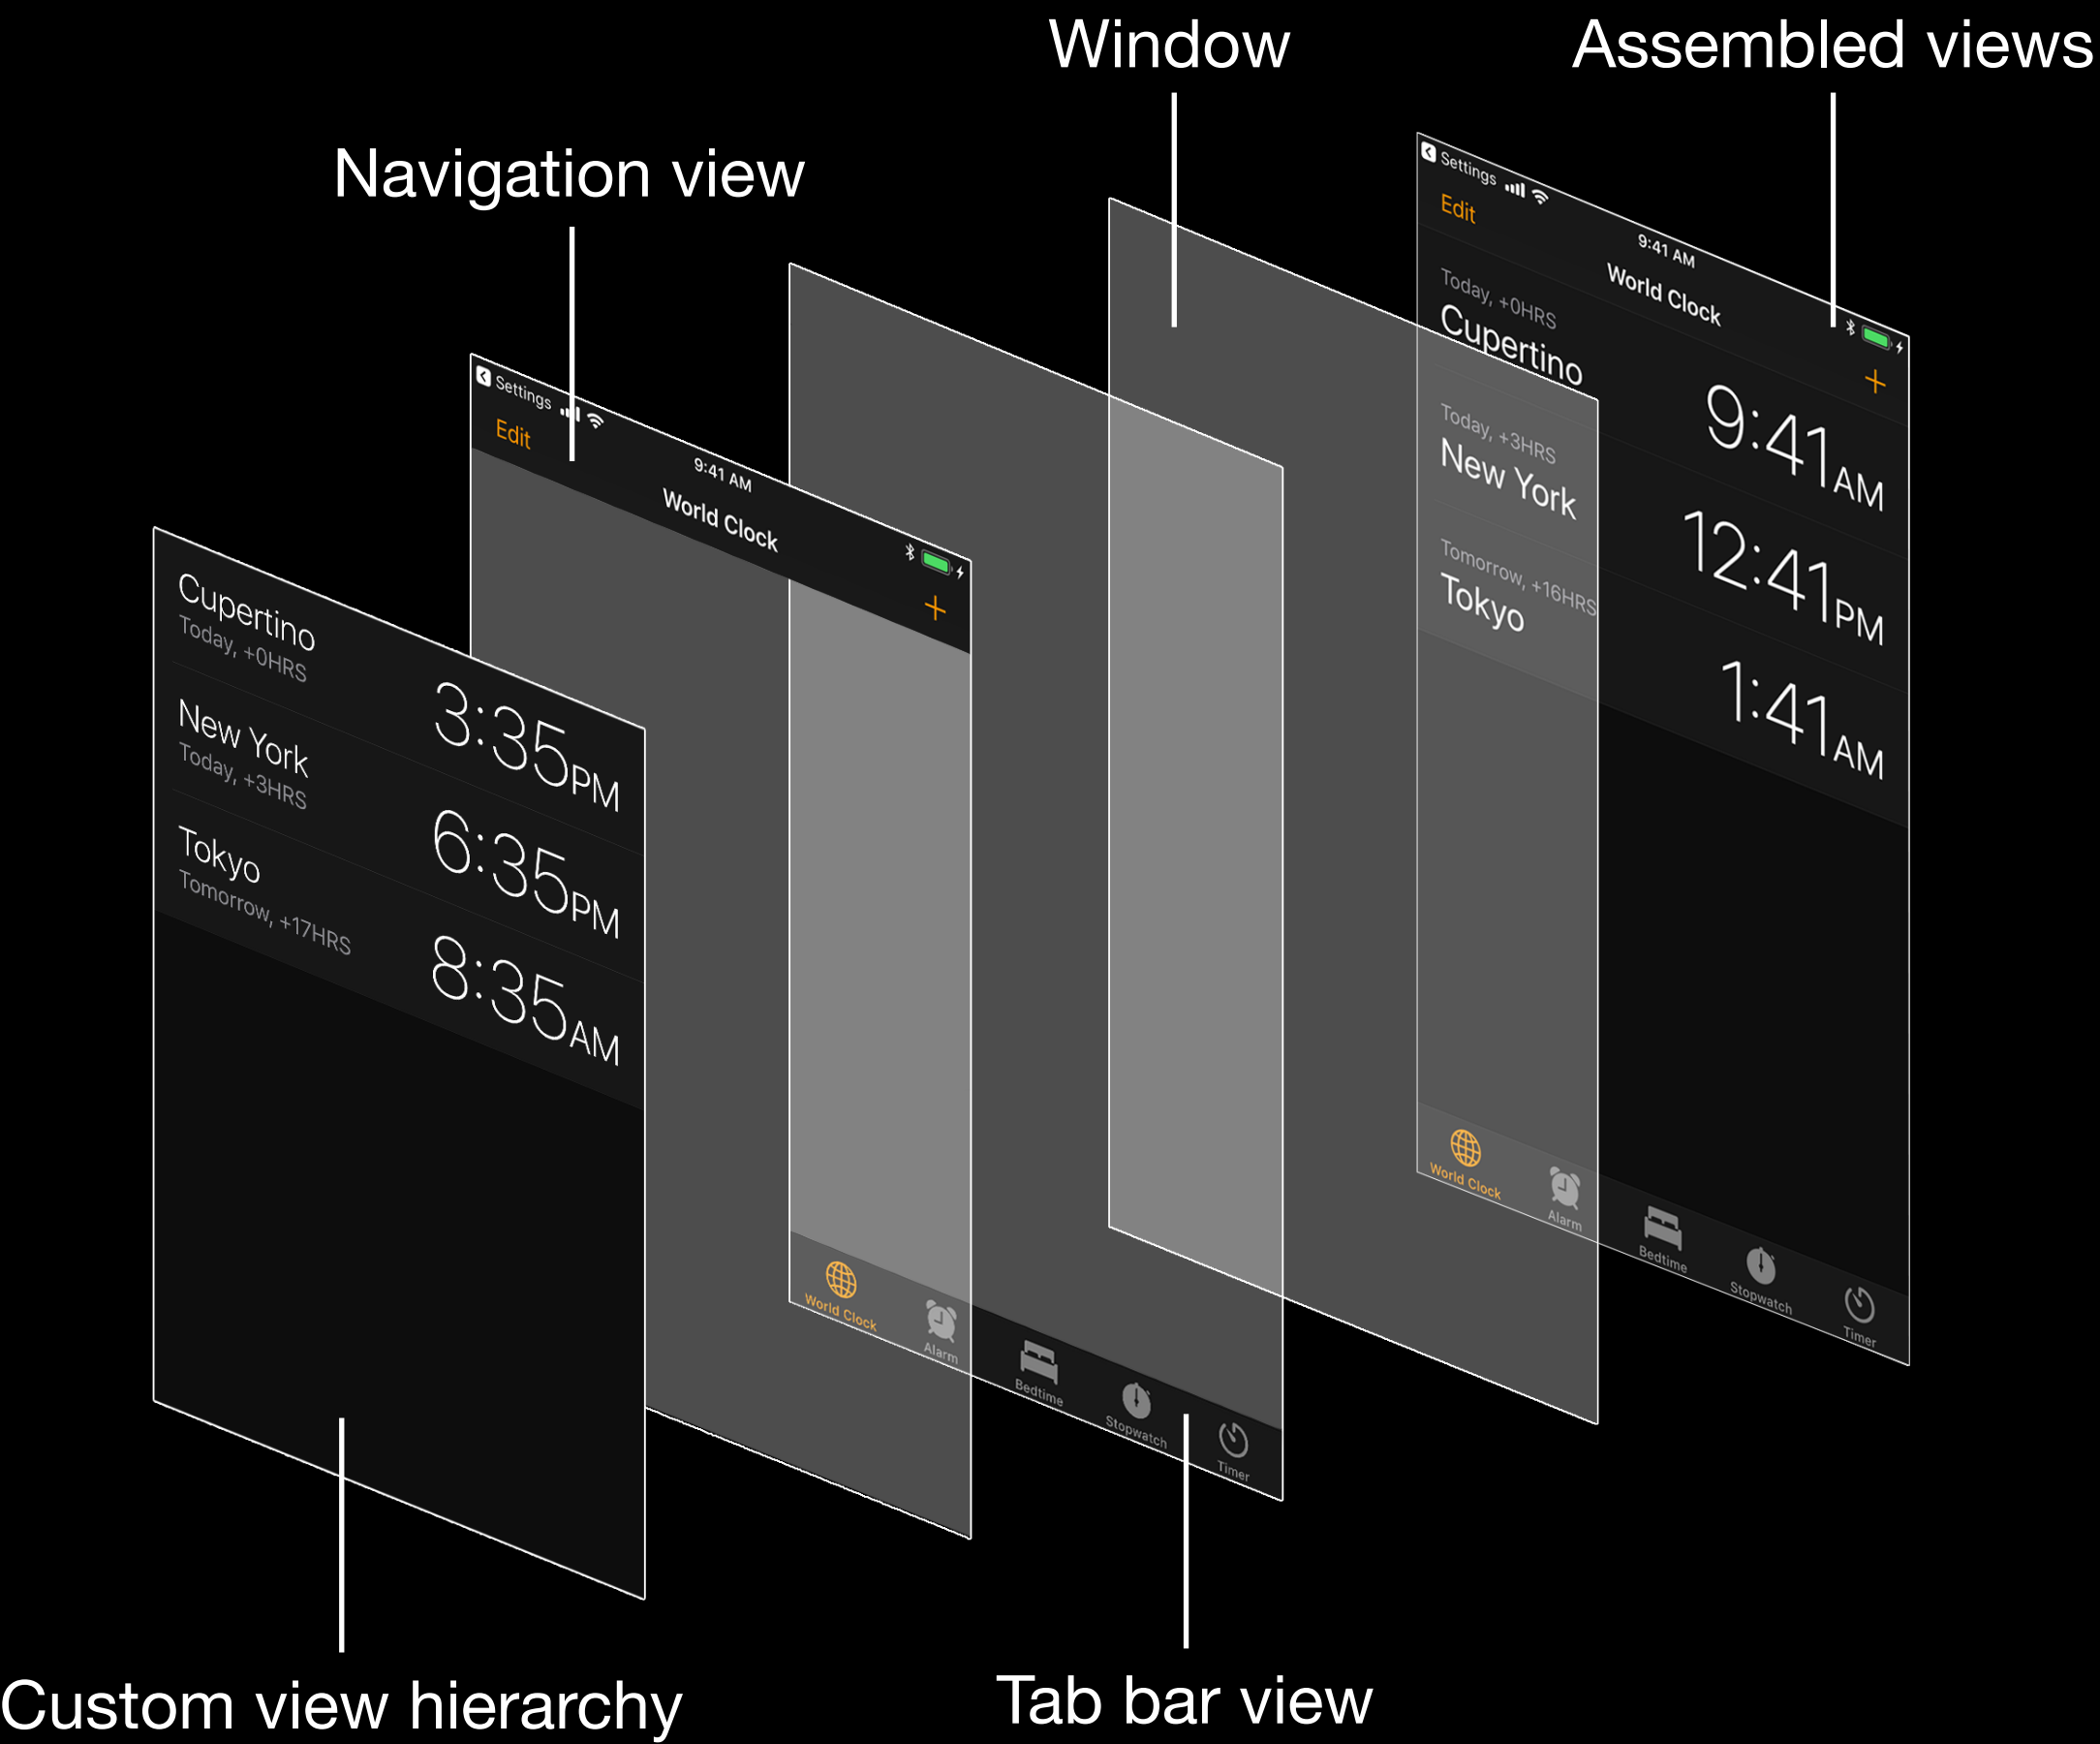 Window
Assembled views
Navigation view
Settings
9:41 AM
Edit
World Clock
+
Today, +0HRS
Cupertino
9:41AM
Today, +3HRS
New York
12:41PM
Tomorrow, +16HRS
Tokyo
1:41AM
World Clock
Alarm
Bedtime
Stopwatch
Timer
Settings
9:41 AM
Edit
World Clock
+
Cupertino
Today, +0HRS
3:35PM
New York
Today, +3HRS
6:35PM
Tokyo
Tomorrow, +17HRS
8:35AM
World Clock
Alarm
Bedtime
Stopwatch
Timer
Custom view hierarchy
Tab bar view